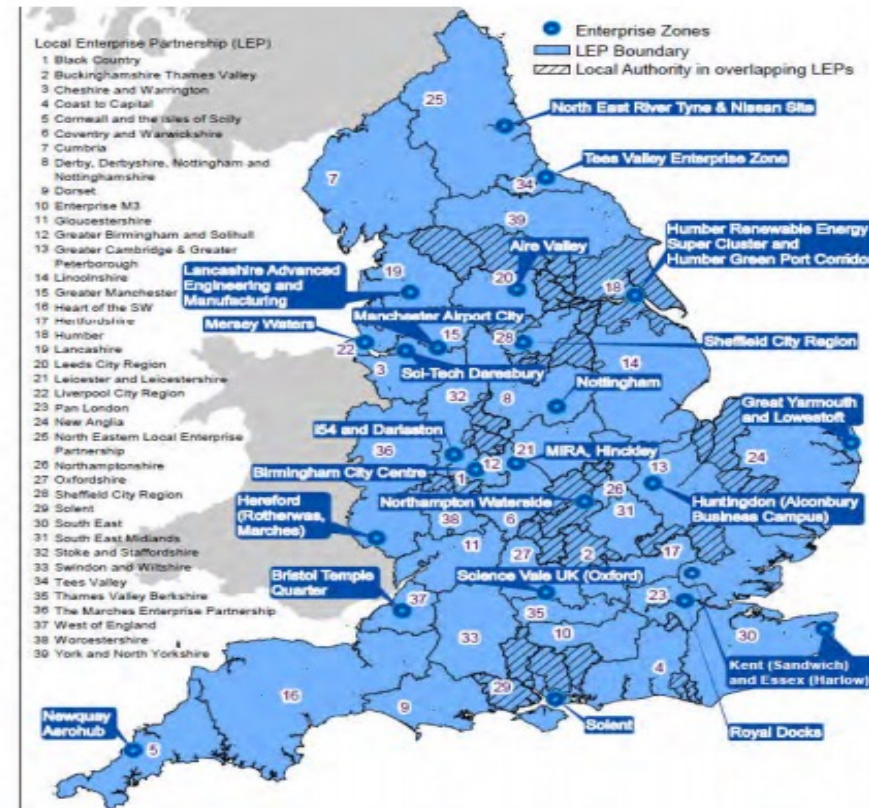 Local Enterprise Partnership (LEP)
1 Black Country
2 Buckinghamshire Thames Valley
3 Cheshire and Warrington
4 Coast to Capital
5 Cornwall and the Isles of Scilly
6 Coventry and Warwickshire
7 Cumbria
8 Derby, Derbyshire, Nottingham and
Nottinghamshire
9 Dorset
10 Enterprise M3
11 Gloucestershire
12 Greater Birmingham and Solihull
13 Greater Cambridge & Greater
Peterborough
14 Lincolnshire
15 Greater Manchester
16 Heart of the SW
17 Hertfordshire
18 Humber
19 Lancashire
20 Leeds City Region
21 Leicester and Leicestershire
22 Liverpool City Region
23 Pan London
24 New Anglia
25 North Eastern Local Enterprise
Partnership
26 Northamptonshire
27 Oxfordshire
28 Sheffield City Region
29 Solent
30 South East
31 South East Midlands
32 Stoke and Staffordshire
33 Swindon and Wiltshire
34 Tees Valley
35 Thames Valley Berkshire
36 The Marches Enterprise Partnership
37 West of England
38 Worcestershire
39 York and North Yorkshire
Enterprise Zones
LEP Boundary
Local Authority in overlapping LEPs
25
North East River Tyne & Nissan Site
Tees Valley Enterprise Zone
7
34
39
Humber Renewable Energy
Super Cluster and
Humber Green Port Corridor
Aire Valley
Lancashire Advanced
Engineering and
Manufacturing
19
20
18
Manchester Airport City
Mersey Waters
15
28
Sheffield City Region
22
3
Sci-Tech Daresbury
14
32
8
Nottingham
Great Yarmouth
and Lowestoft
i54 and Darlaston
36
21
MIRA, Hinckley
24
Birmingham City Centre
12
1
13
Northampton Waterside
26
Huntingdon (Alconbury
Business Campus)
Hereford
(Rotherwas,
Marches)
38
6
31
11
27
2
17
Science Vale UK (Oxford)
Bristol Temple
Quarter
37
35
23
33
10
30
4
Kent (Sandwich)
and Essex (Harlow)
16
29
9
Solent
Royal Docks
Newquay
Aerohub
5